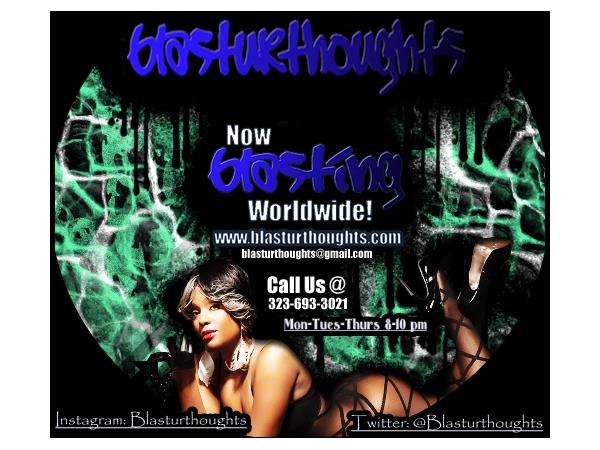 blasturthoughts
Now
blasting
Worldwide!
www.blasturthoughts.com
blasturthoughts@gmail.com
Call Us @
323-693-3021
Mon-Tues-Thurs 8-10 pm
Instagram: Blasturthoughts
Twitter: @Blasturthoughts